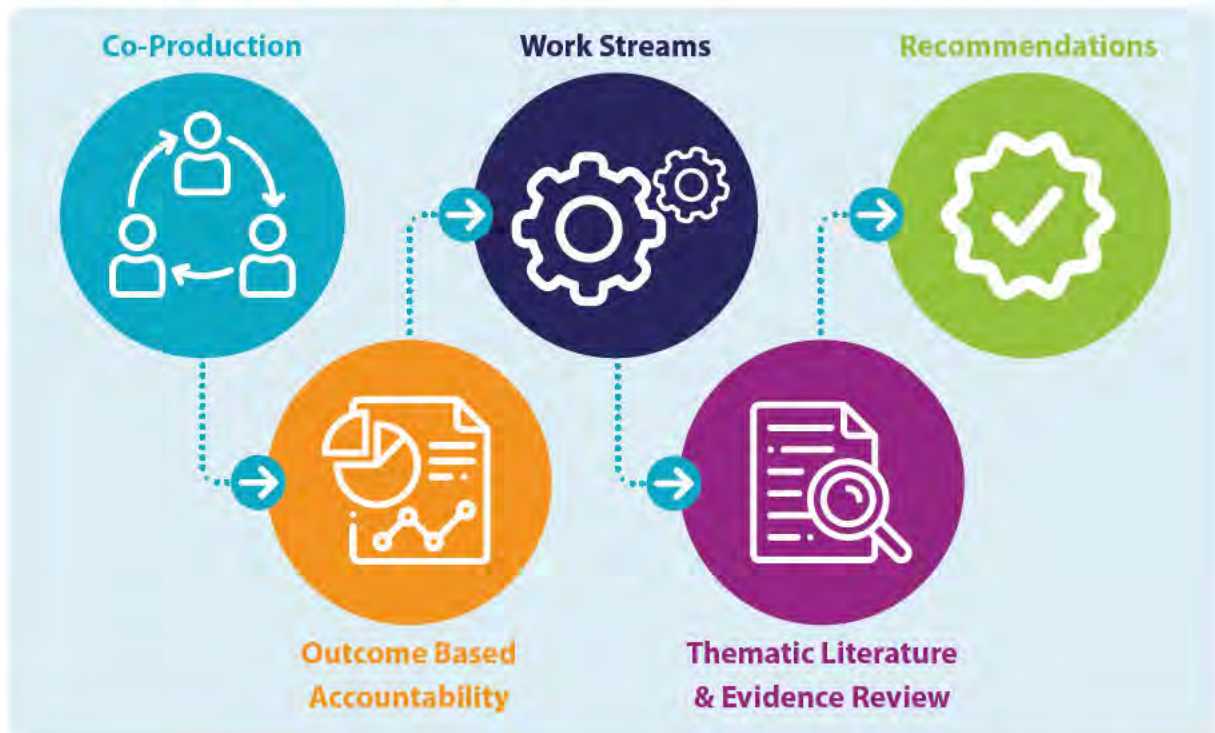 Co-Production
Work Streams
Recommendations
Outcome Based
Accountability
Thematic Literature
& Evidence Review